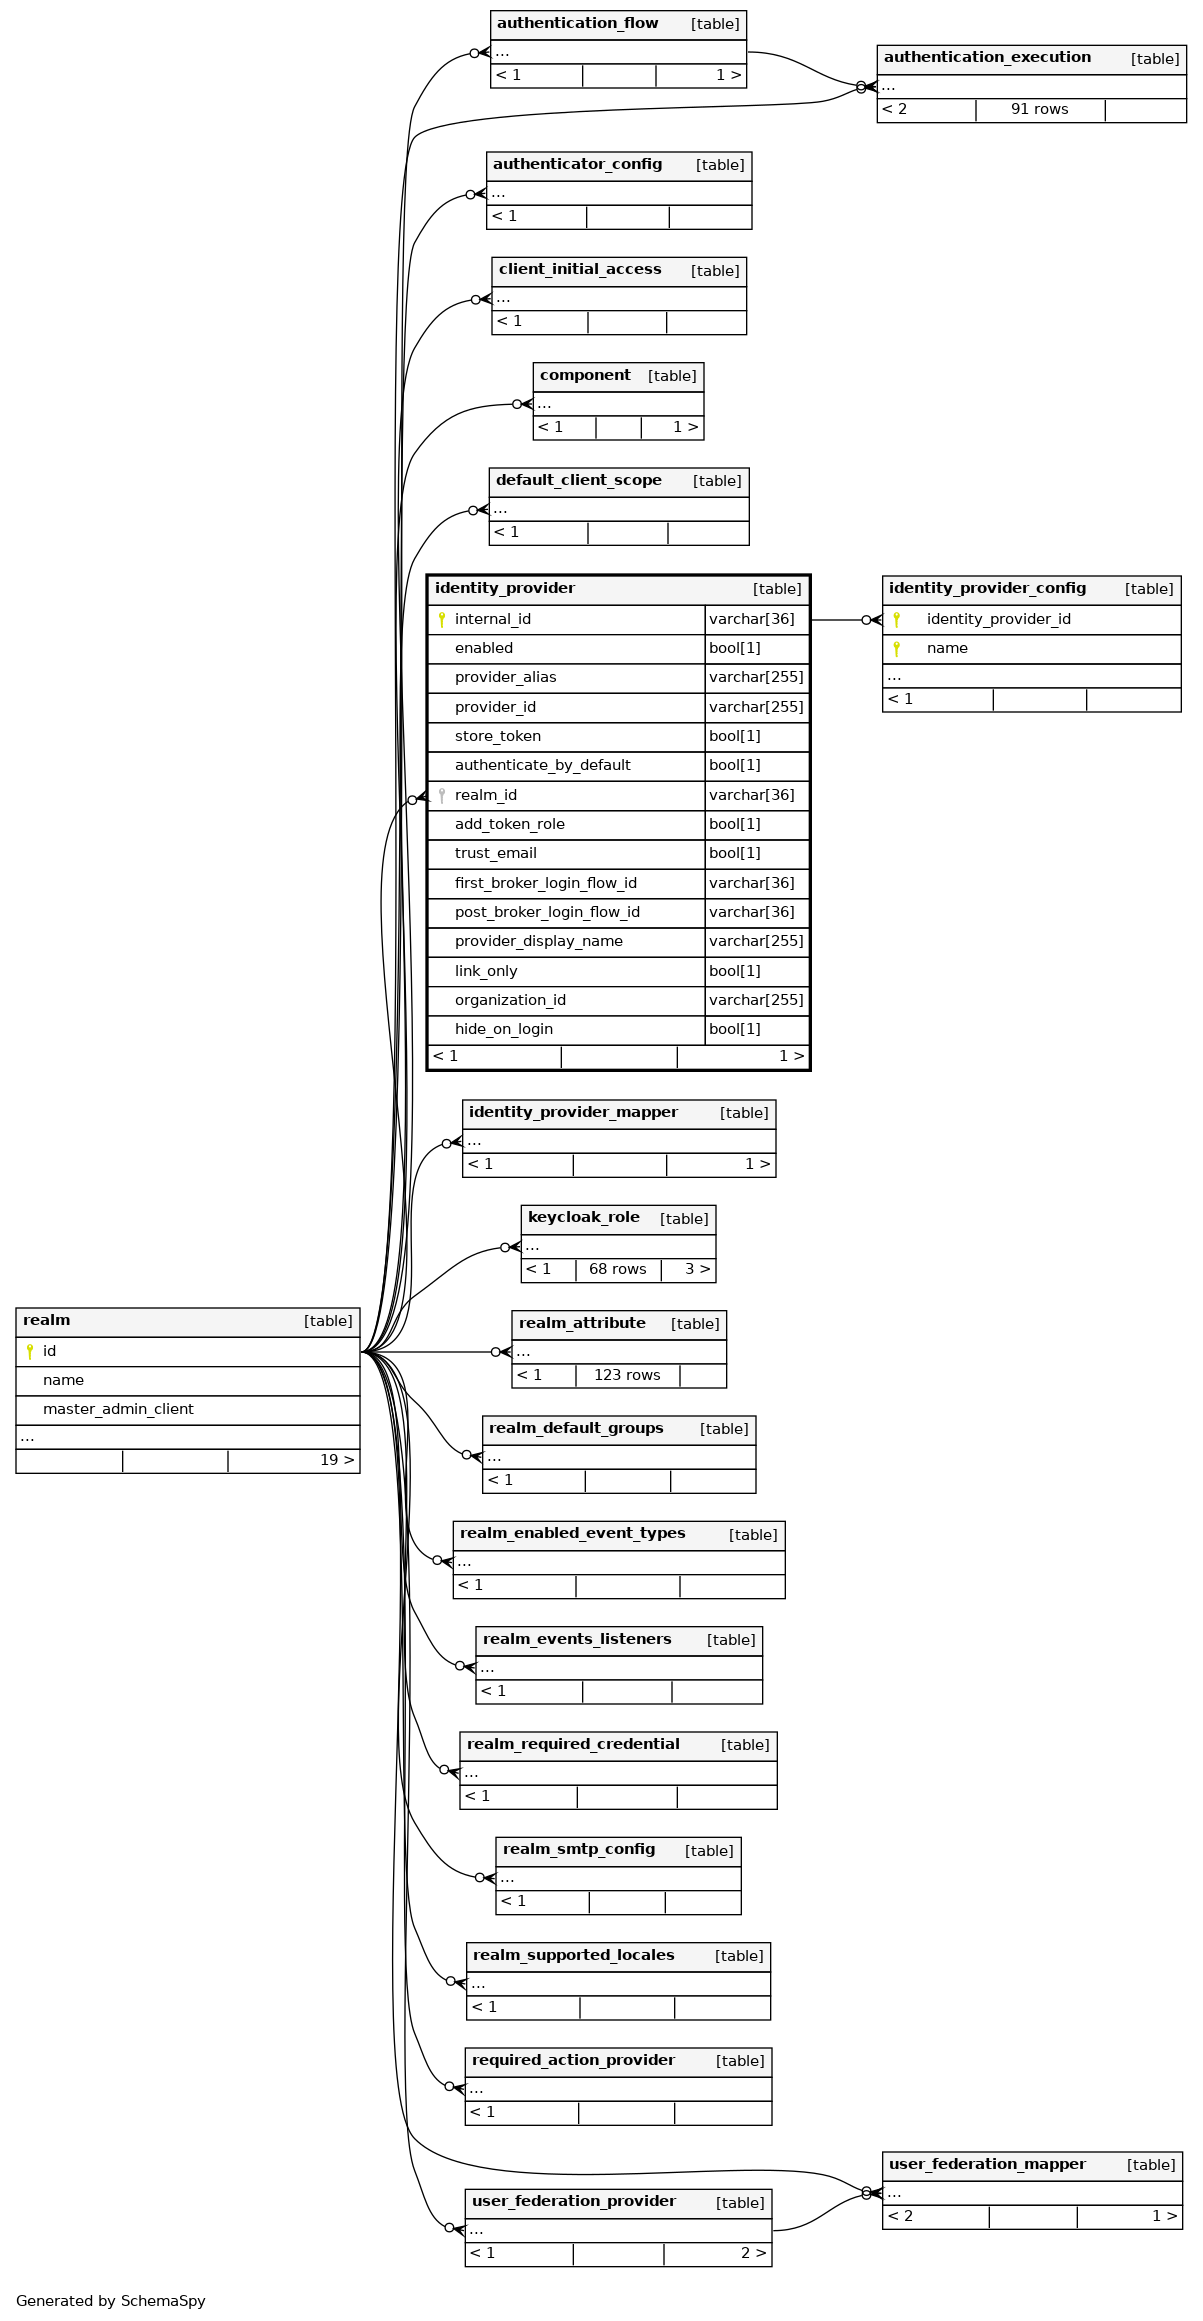 authentication_flow [table]
...
< 1 1 >
authentication_execution [table]
...
< 2 91 rows
authenticator_config [table]
...
< 1
client_initial_access [table]
...
< 1
component [table]
...
< 1 1 >
default_client_scope [table]
...
< 1
identity_provider [table]
internal_id varchar[36]
enabled bool[1]
provider_alias varchar[255]
provider_id varchar[255]
store_token bool[1]
authenticate_by_default bool[1]
realm_id varchar[36]
add_token_role bool[1]
trust_email bool[1]
first_broker_login_flow_id varchar[36]
post_broker_login_flow_id varchar[36]
provider_display_name varchar[255]
link_only bool[1]
organization_id varchar[255]
hide_on_login bool[1]
< 1 1 >
identity_provider_config [table]
identity_provider_id
name
...
< 1
identity_provider_mapper [table]
...
< 1 1 >
keycloak_role [table]
...
< 1 68 rows 3 >
realm [table]
id
name
master_admin_client
...
19 >
realm_attribute [table]
...
< 1 123 rows
realm_default_groups [table]
...
< 1
realm_enabled_event_types [table]
...
< 1
realm_events_listeners [table]
...
< 1
realm_required_credential [table]
...
< 1
realm_smtp_config [table]
...
< 1
realm_supported_locales [table]
...
< 1
required_action_provider [table]
...
< 1
user_federation_mapper [table]
...
< 2 1 >
user_federation_provider [table]
...
< 1 2 >
Generated by SchemaSpy